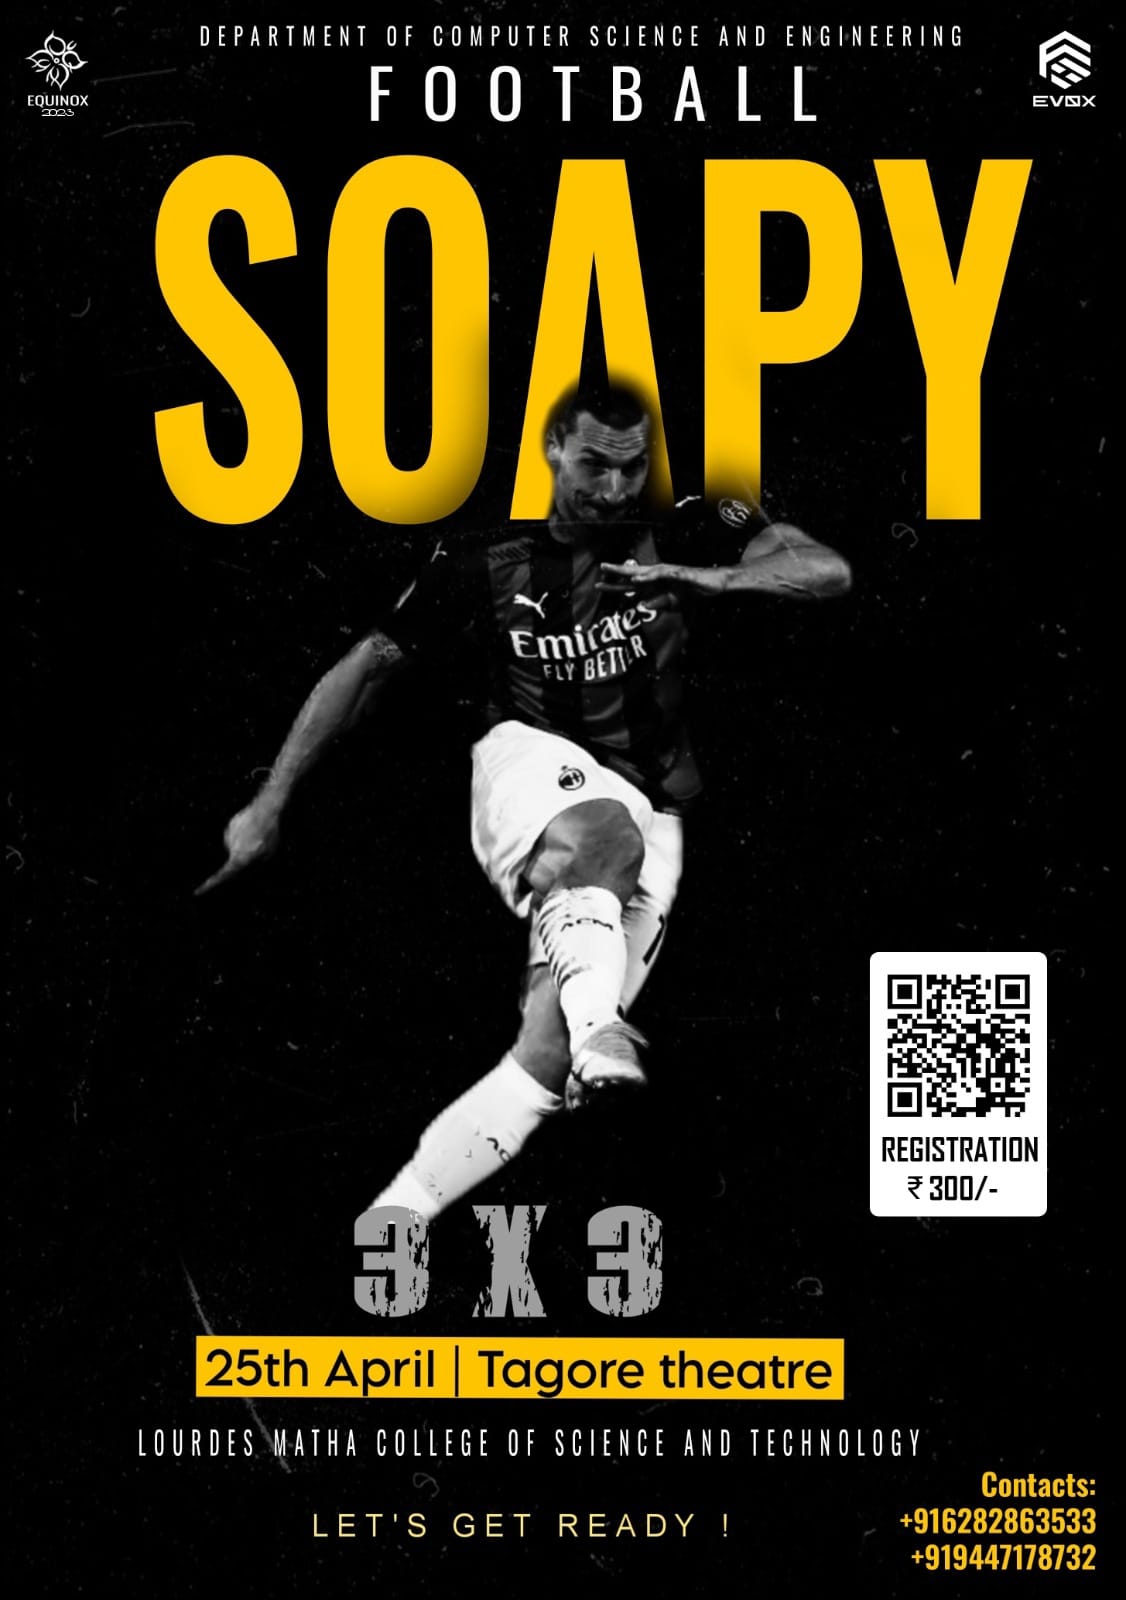 DEPARTMENT OF COMPUTER SCIENCE AND ENGINEERING
EQUINOX
2023
EVOX
FOOTBALL
SOAPY
Emirates
FLY BETTER
ACM
REGISTRATION
₹ 300/-
3 X 3
25th April | Tagore theatre
LOURDES MATHA COLLEGE OF SCIENCE AND TECHNOLOGY
LET'S GET READY !
Contacts:
+916282863533
+919447178732